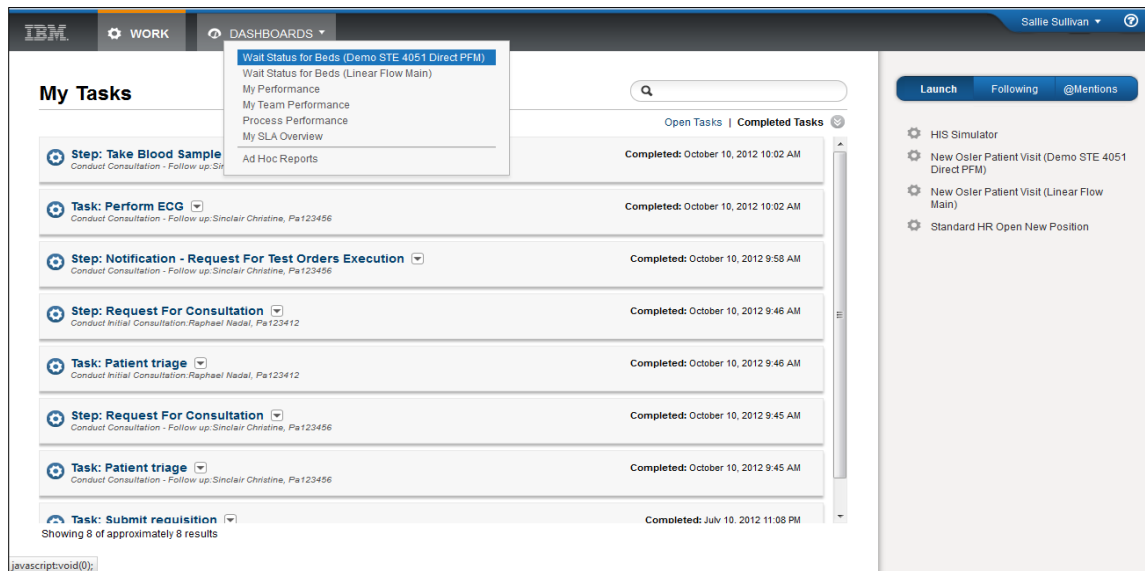 IBM.
WORK
DASHBOARDS
Sallie Sullivan
?
Wait Status for Beds (Demo STE 4051 Direct PFM)
Wait Status for Beds (Linear Flow Main)
My Performance
My Team Performance
Process Performance
My SLA Overview
Ad Hoc Reports
My Tasks
Open Tasks | Completed Tasks
Step: Take Blood Sample
Conduct Consultation - Follow up:
Completed: October 10, 2012 10:02 AM
Task: Perform ECG
Conduct Consultation - Follow up:Sinclair Christine, Pa123456
Completed: October 10, 2012 10:02 AM
Step: Notification - Request For Test Orders Execution
Conduct Consultation - Follow up:Sinclair Christine, Pa123456
Completed: October 10, 2012 9:58 AM
Step: Request For Consultation
Conduct Initial Consultation:Raphael Nadal, Pa123412
Completed: October 10, 2012 9:46 AM
Task: Patient triage
Conduct Initial Consultation:Raphael Nadal, Pa123412
Completed: October 10, 2012 9:46 AM
Step: Request For Consultation
Conduct Consultation - Follow up:Sinclair Christine, Pa123456
Completed: October 10, 2012 9:45 AM
Task: Patient triage
Conduct Consultation - Follow up:Sinclair Christine, Pa123456
Completed: October 10, 2012 9:45 AM
Task: Submit requisition
Completed: July 10, 2012 11:08 PM
Showing 8 of approximately 8 results
javascript:void(0);
Launch
Following
@Mentions
HIS Simulator
New Osler Patient Visit (Demo STE 4051
Direct PFM)
New Osler Patient Visit (Linear Flow
Main)
Standard HR Open New Position